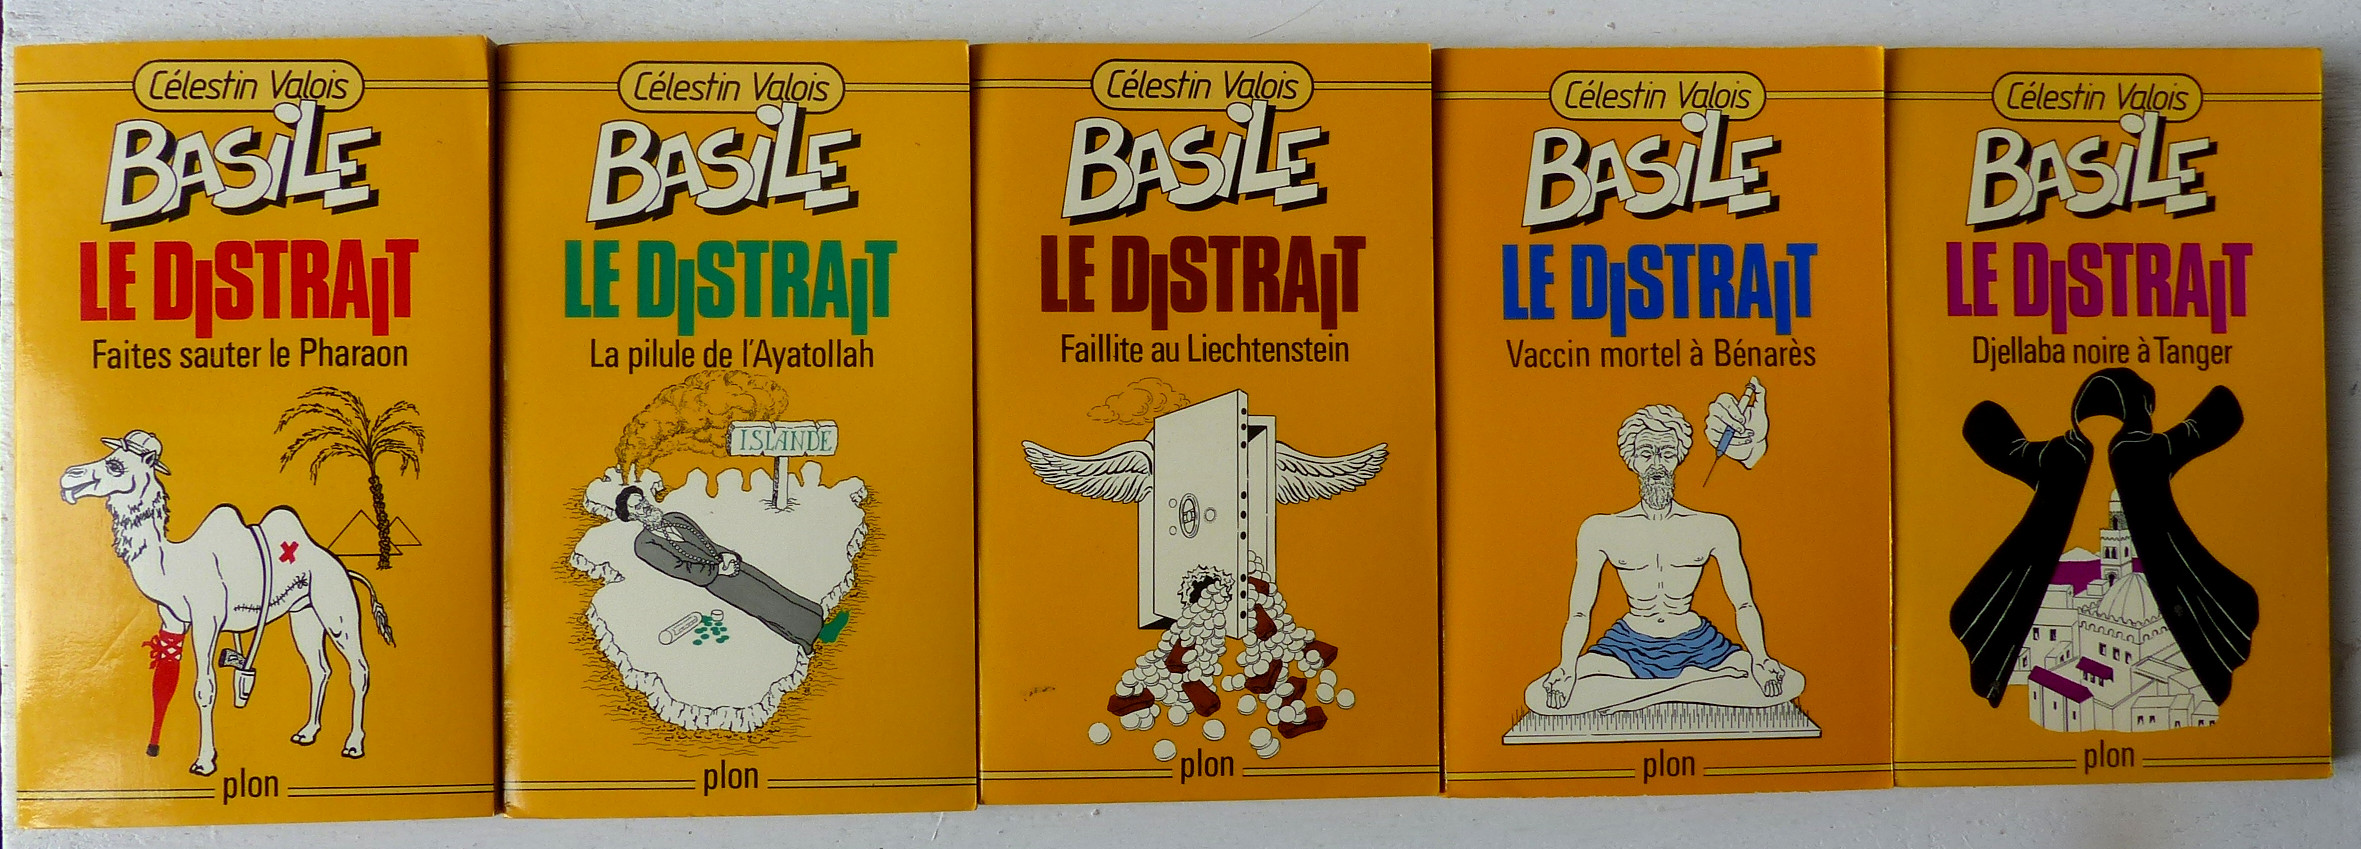 Célestin Valois
BASILE
LE DISTRAIT
Faites sauter le Pharaon
plon
Célestin Valois
BASILE
LE DISTRAIT
La pilule de l'Ayatollah
ISLANDE
plon
Célestin Valois
BASILE
LE DISTRAIT
Faillite au Liechtenstein
plon
Célestin Valois
BASILE
LE DISTRAIT
Vaccin mortel à Bénarès
plon
Célestin Valois
BASILE
LE DISTRAIT
Djellaba noire à Tanger
plon